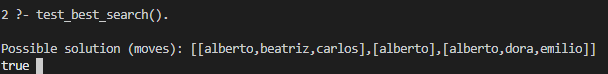 2 ?- test_best_search().
Possible solution (moves): [[alberto,beatriz,carlos],[alberto],[alberto,dora,emilio]]
true